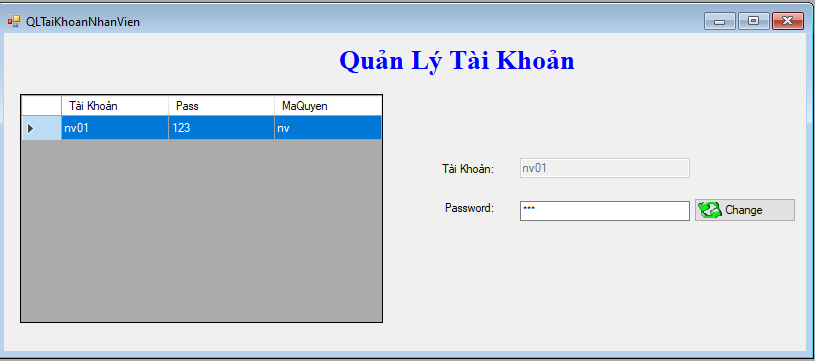 QLTaiKhoanNhanVien
Quản Lý Tài Khoản
Tài Khoản Pass MaQuyen
nv01 123 nv
Tài Khoản: nv01
Password: *** Change